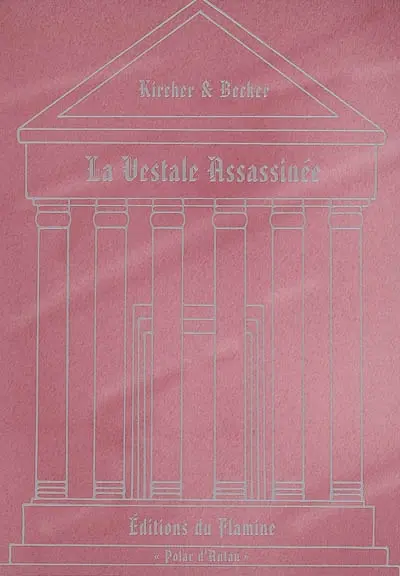 Kircher & Becker
La Vestale Assassinée
Éditions du Flamine
« Polar d'Antan »